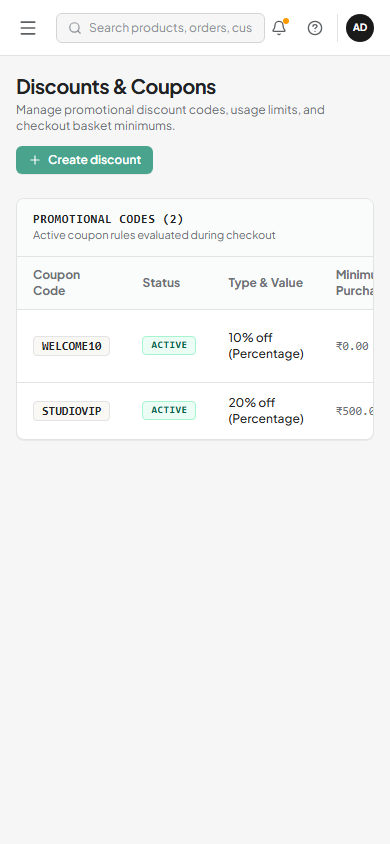 Search products, orders, cus
AD
Discounts & Coupons
Manage promotional discount codes, usage limits, and
checkout basket minimums.
Create discount
PROMOTIONAL CODES (2)
Active coupon rules evaluated during checkout
Coupon
Code
Status
Type & Value
Minimu
Purcha
WELCOME10
ACTIVE
10% off
(Percentage)
₹0.00
STUDIOVIP
ACTIVE
20% off
(Percentage)
₹500.0